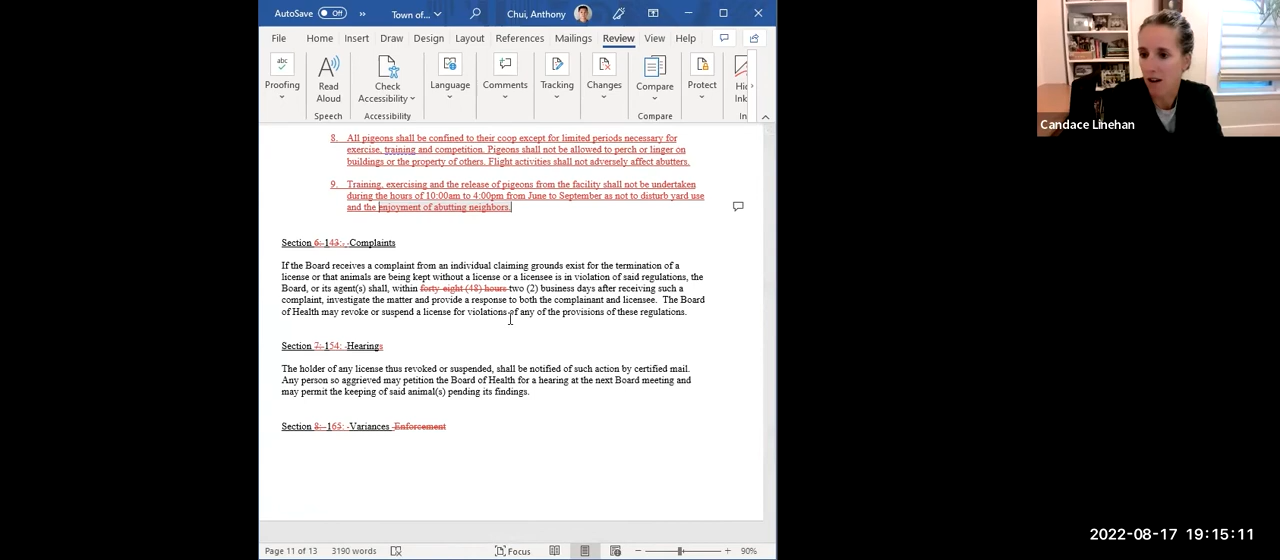 AutoSave Off Town of... Chui, Anthony
File Home Insert Draw Design Layout References Mailings Review View Help
Proofing Read Aloud Check Accessibility Language Comments Tracking Changes Compare Protect Hid Ink
Speech Accessibility Compare In
8. All pigeons shall be confined to their coop except for limited periods necessary for
exercise, training and competition. Pigeons shall not be allowed to perch or linger on
buildings or the property of others. Flight activities shall not adversely affect abutters.
9. Training, exercising and the release of pigeons from the facility shall not be undertaken
during the hours of 10:00am to 4:00pm from June to September as not to disturb yard use
and the enjoyment of abutting neighbors.
Section 6: 143: Complaints
If the Board receives a complaint from an individual claiming grounds exist for the termination of a
license or that animals are being kept without a license or a licensee is in violation of said regulations, the
Board, or its agent(s) shall, within forty-eight (48) hours two (2) business days after receiving such a
complaint, investigate the matter and provide a response to both the complainant and licensee. The Board
of Health may revoke or suspend a license for violations of any of the provisions of these regulations.
Section 7: 154: Hearings
The holder of any license thus revoked or suspended, shall be notified of such action by certified mail.
Any person so aggrieved may petition the Board of Health for a hearing at the next Board meeting and
may permit the keeping of said animal(s) pending its findings.
Section 8: 165: Variances Enforcement
Page 11 of 13 3190 words Focus 90%
Candace Linehan
2022-08-17 19:15:11